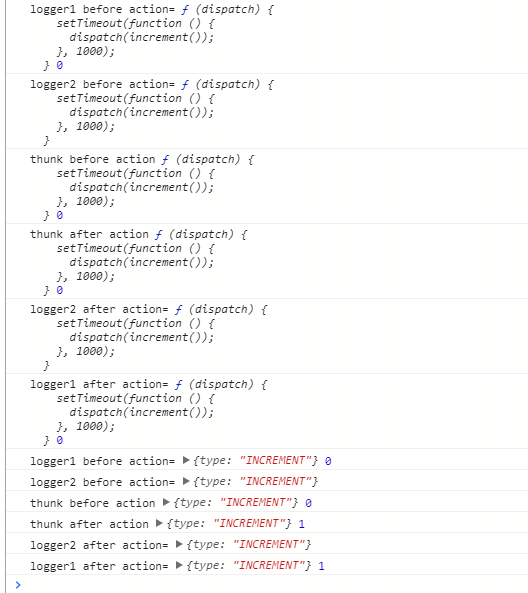 logger1 before action= ƒ (dispatch) {
setTimeout(function () {
dispatch(increment());
}, 1000);
} 0
logger2 before action= ƒ (dispatch) {
setTimeout(function () {
dispatch(increment());
}, 1000);
}
thunk before action ƒ (dispatch) {
setTimeout(function () {
dispatch(increment());
}, 1000);
} 0
thunk after action ƒ (dispatch) {
setTimeout(function () {
dispatch(increment());
}, 1000);
} 0
logger2 after action= ƒ (dispatch) {
setTimeout(function () {
dispatch(increment());
}, 1000);
}
logger1 after action= ƒ (dispatch) {
setTimeout(function () {
dispatch(increment());
}, 1000);
} 0
logger1 before action= ▶{type: "INCREMENT"} 0
logger2 before action= ▶{type: "INCREMENT"}
thunk before action ▶{type: "INCREMENT"} 0
thunk after action ▶{type: "INCREMENT"} 1
logger2 after action= ▶{type: "INCREMENT"}
logger1 after action= ▶{type: "INCREMENT"} 1
>